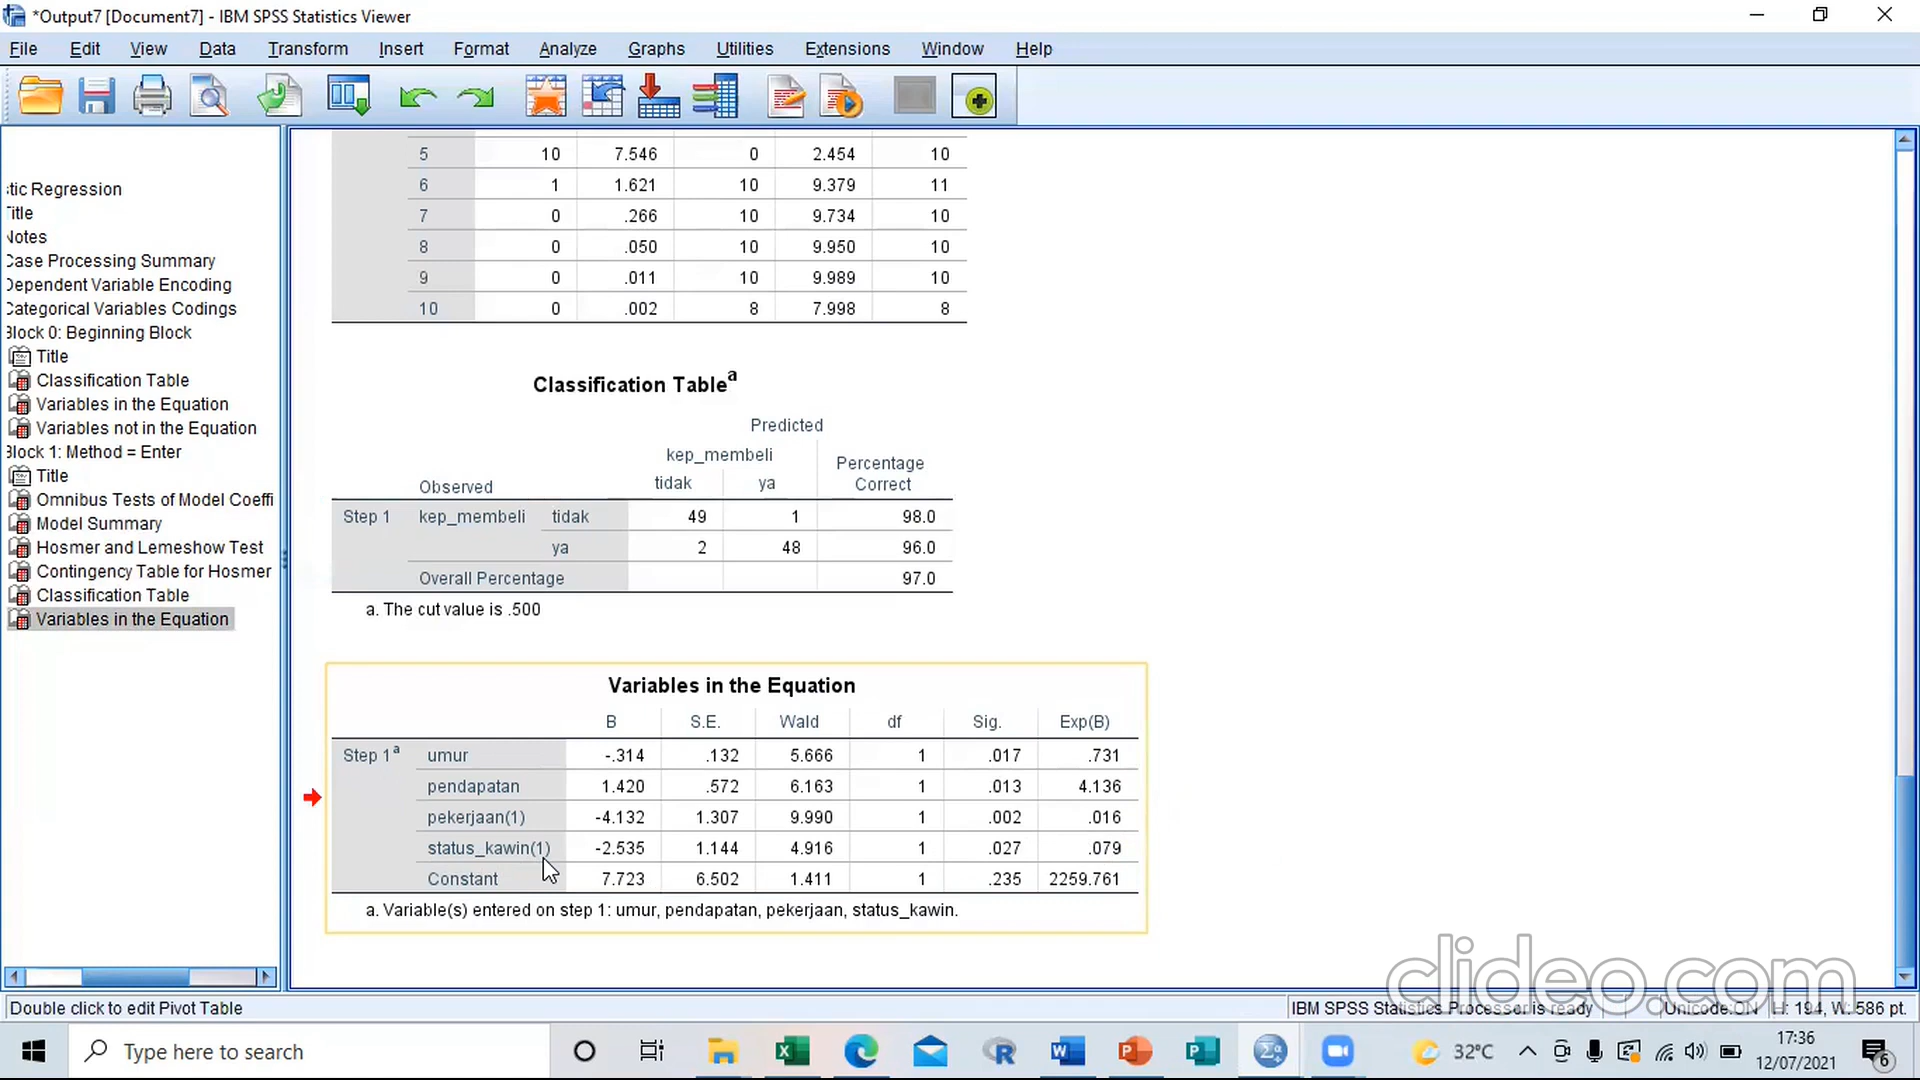 *Output7 [Document7] - IBM SPSS Statistics Viewer
File Edit View Data Transform Insert Format Analyze Graphs Utilities Extensions Window Help
stic Regression
Title
Notes
Case Processing Summary
Dependent Variable Encoding
Categorical Variables Codings
Block 0: Beginning Block
Title
Classification Table
Variables in the Equation
Variables not in the Equation
Block 1: Method = Enter
Title
Omnibus Tests of Model Coeffi
Model Summary
Hosmer and Lemeshow Test
Contingency Table for Hosmer
Classification Table
Variables in the Equation
5 10 7.546 0 2.454 10
6 1 1.621 10 9.379 11
7 0 .266 10 9.734 10
8 0 .050 10 9.950 10
9 0 .011 10 9.989 10
10 0 .002 8 7.998 8
Classification Table a
Predicted
kep_membeli Percentage Correct
Observed tidak ya
Step 1 kep_membeli tidak 49 1 98.0
ya 2 48 96.0
Overall Percentage 97.0
a. The cut value is .500
Variables in the Equation
B S.E. Wald df Sig. Exp(B)
Step 1 a umur -.314 .132 5.666 1 .017 .731
pendapatan 1.420 .572 6.163 1 .013 4.136
pekerjaan(1) -4.132 1.307 9.990 1 .002 .016
status_kawin(1) -2.535 1.144 4.916 1 .027 .079
Constant 7.723 6.502 1.411 1 .235 2259.761
a. Variable(s) entered on step 1: umur, pendapatan, pekerjaan, status_kawin.
clideo.com
Double click to edit Pivot Table IBM SPSS Statistics Processor is ready Unicode:ON H: 194, W: 586 pt.
Type here to search 32°C 17:36
12/07/2021
6